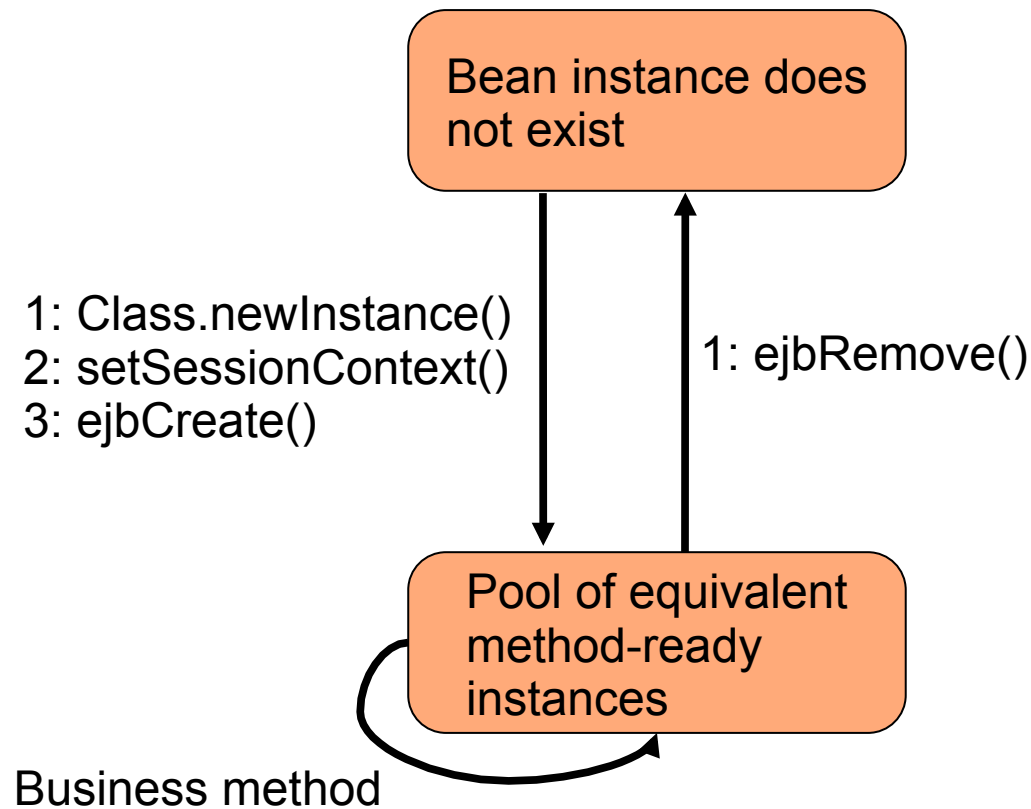 Bean instance does
not exist
1: Class.newInstance()
2: setSessionContext()
3: ejbCreate()
1: ejbRemove()
Pool of equivalent
method-ready
instances
Business method